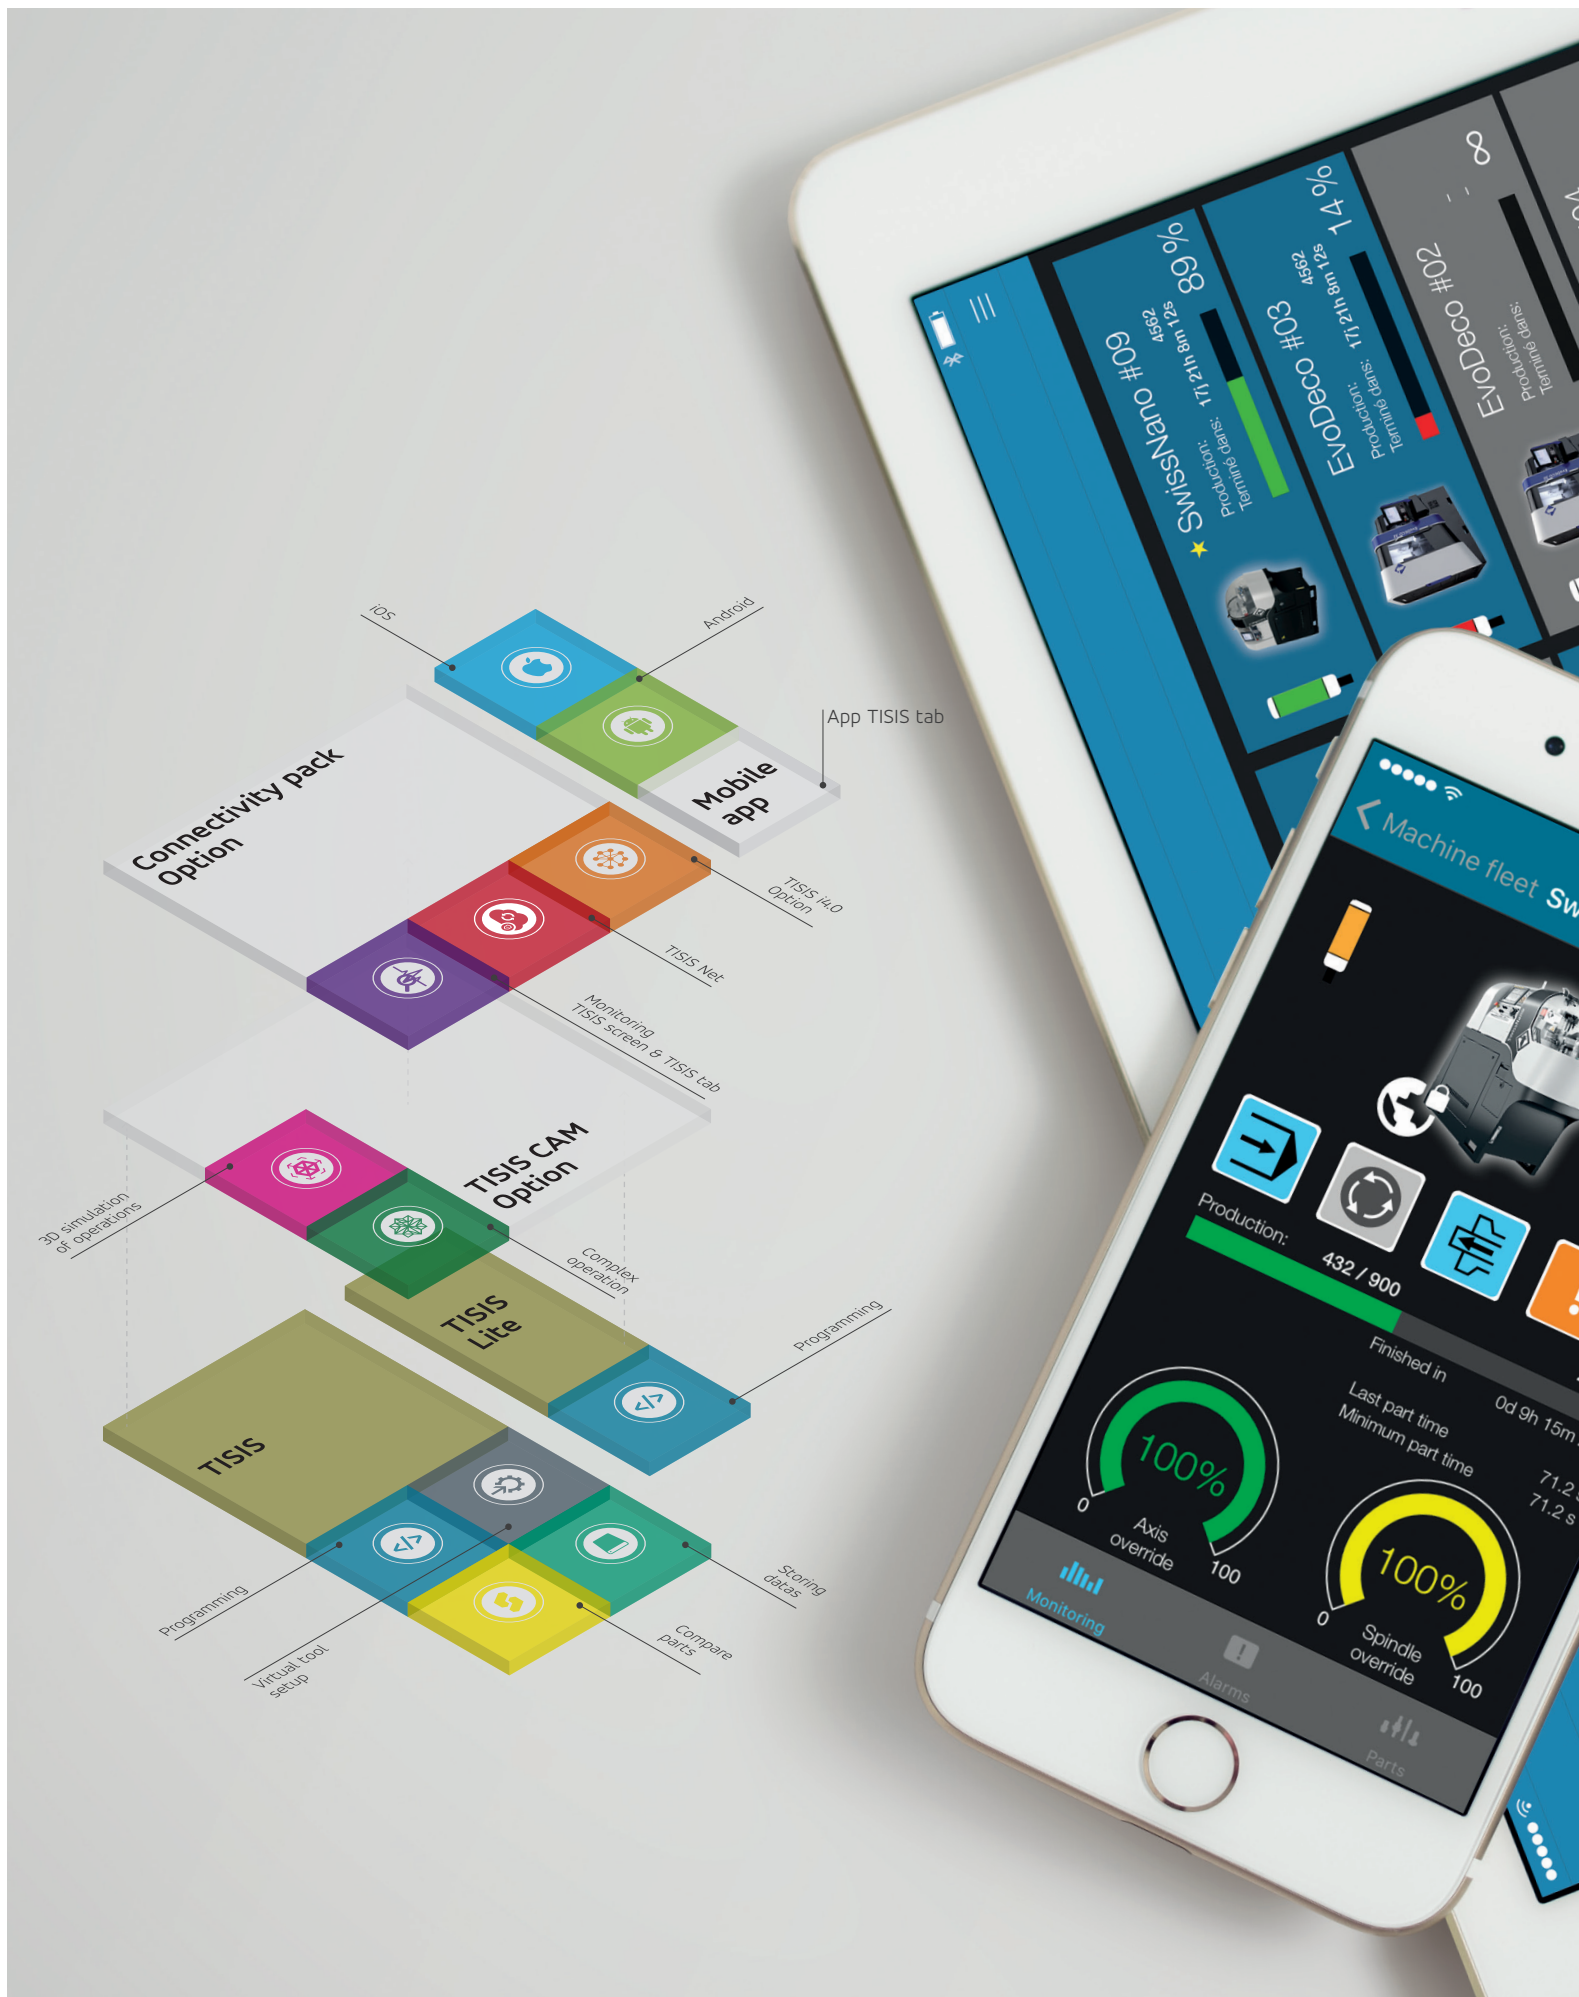 iOS
Android
App TISIS tab
Mobile
app
Connectivity pack
Option
TISIS i4.0
Option
TISIS Net
Monitoring
TISIS screen & TISIS tab
TISIS CAM
Option
3D simulation
of operations
Complex
operation
TISIS
Lite
Programming
TISIS
Programming
Virtual tool
setup
Storing
datas
Compare
parts
SwissNano #09
4562
Production:
Terminé dans: 17j 21h 8m 12s
89%
EvoDeco #03
4562
Production:
Terminé dans: 17j 21h 8m 12s
14%
EvoDeco #02
Production:
Terminé dans:
∞
Machine fleet Sw
Production:
432 / 900
Finished in 0d 9h 15m
Last part time 71.2 s
Minimum part time 71.2 s
100%
0 100
Axis
override
100%
0 100
Spindle
override
Monitoring
Alarms
Parts